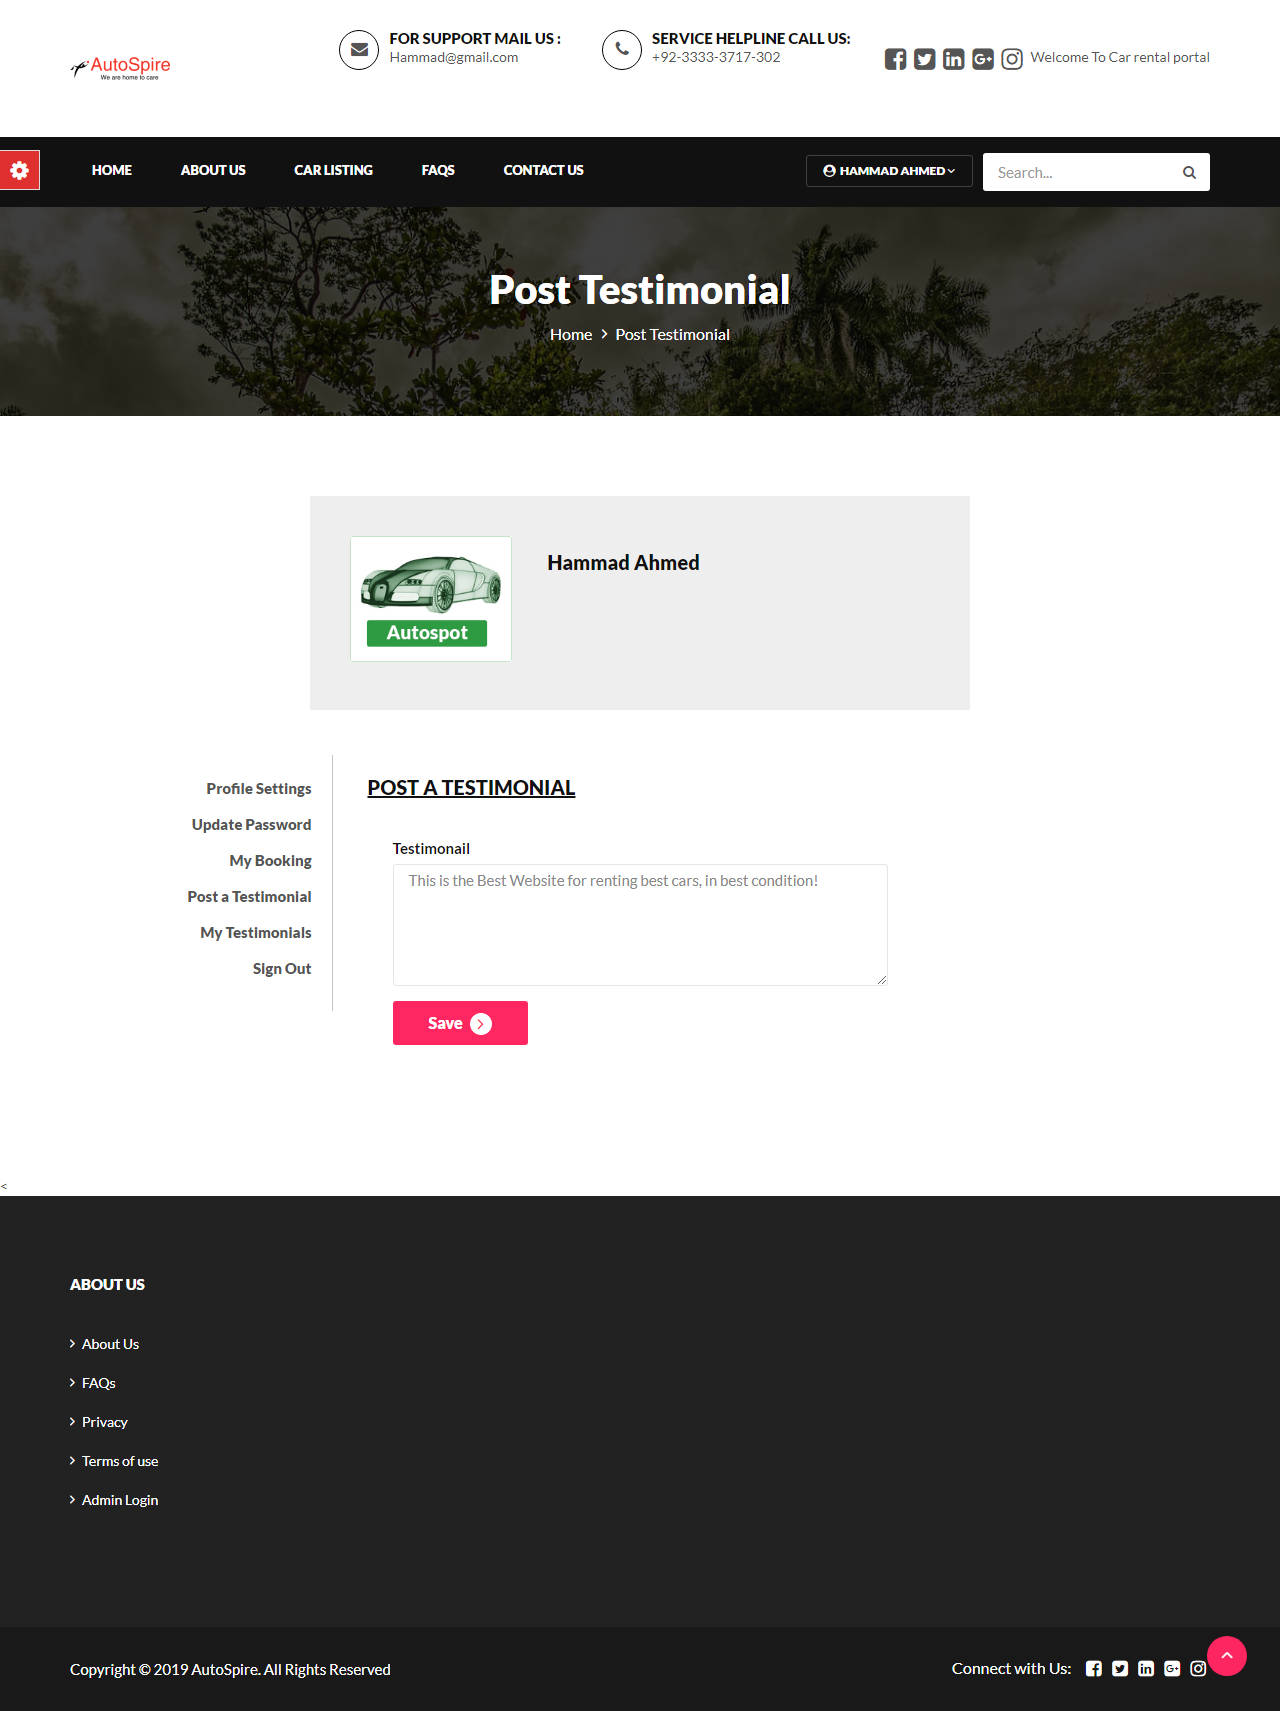 AutoSpire
We are home to care
FOR SUPPORT MAIL US :
Hammad@gmail.com
SERVICE HELPLINE CALL US:
+92-3333-3717-302
Welcome To Car rental portal
HOME
ABOUT US
CAR LISTING
FAQS
CONTACT US
HAMMAD AHMED
Search...
Post Testimonial
Home > Post Testimonial
Hammad Ahmed
Autospot
Profile Settings
Update Password
My Booking
Post a Testimonial
My Testimonials
Sign Out
POST A TESTIMONIAL
Testimonail
This is the Best Website for renting best cars, in best condition!
Save
<
ABOUT US
About Us
FAQs
Privacy
Terms of use
Admin Login
Copyright © 2019 AutoSpire. All Rights Reserved
Connect with Us: